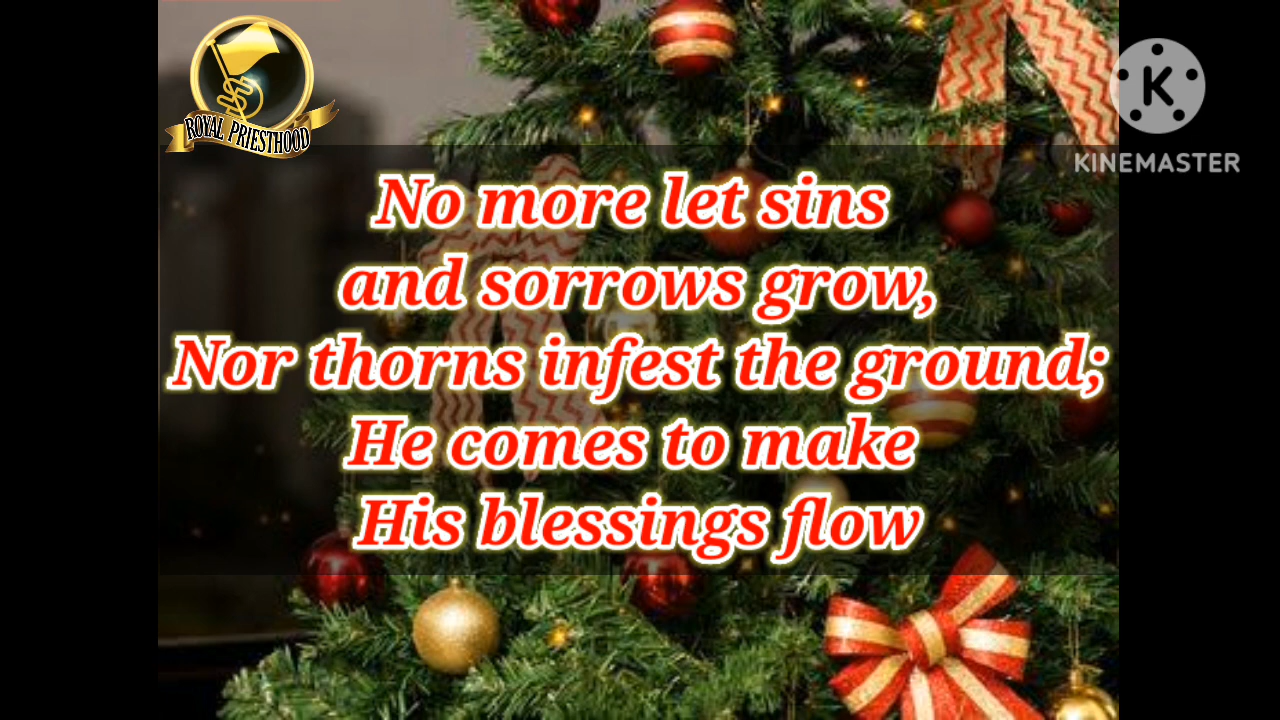 ROYAL PRIESTHOOD
K
KINEMASTER
No more let sins
and sorrows grow,
Nor thorns infest the ground;
He comes to make
His blessings flow